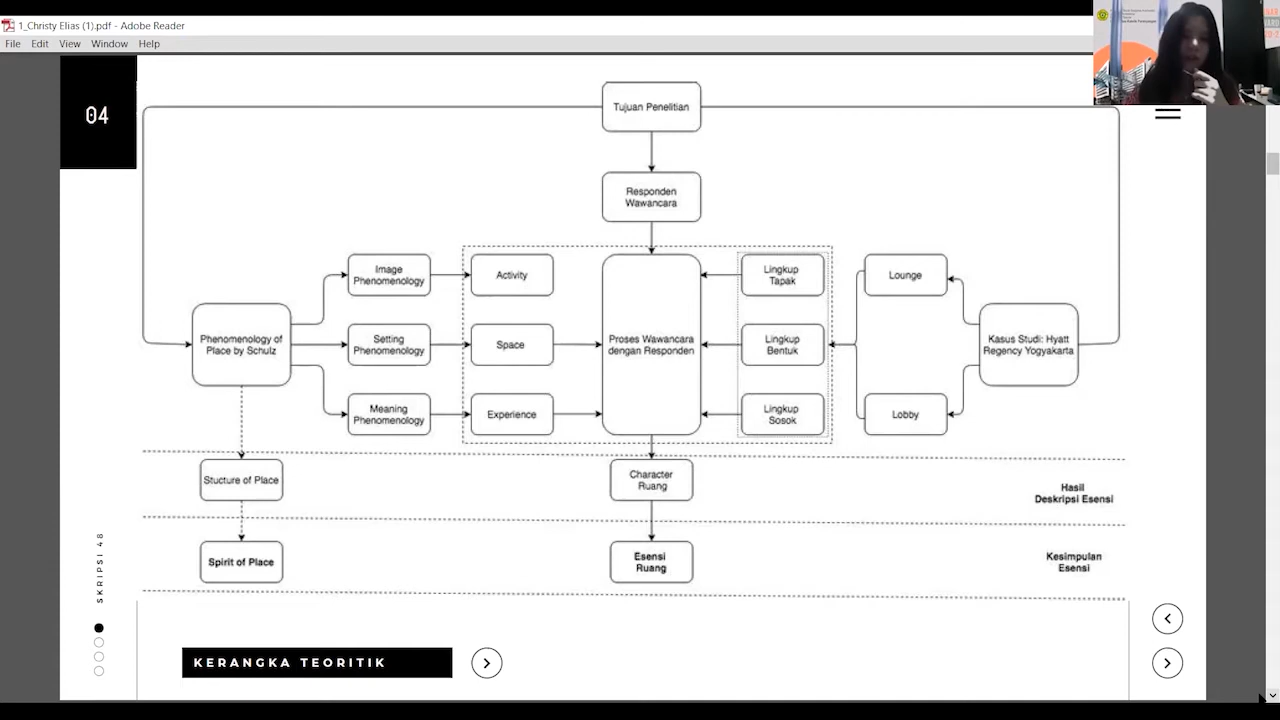 1_Christy Elias (1).pdf - Adobe Reader
File Edit View Window Help
04
Tujuan Penelitian
Responden
Wawancara
Image
Phenomenology
Activity
Lingkup
Tapak
Lounge
Phenomenology of
Place by Schulz
Setting
Phenomenology
Space
Proses Wawancara
dengan Responden
Lingkup
Bentuk
Kasus Studi: Hyatt
Regency Yogyakarta
Meaning
Phenomenology
Experience
Lingkup
Sosok
Lobby
Stucture of Place
Character
Ruang
Hasil
Deskripsi Esensi
Spirit of Place
Esensi
Ruang
Kesimpulan
Esensi
SKRIPSI 48
KERANGKA TEORITIK